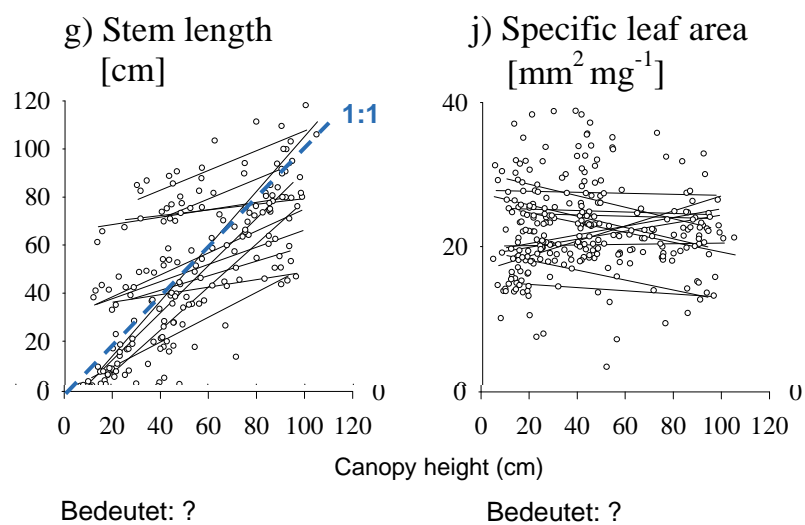 g) Stem length
[cm]
120
100
80
60
40
20
0
0 20 40 60 80 100 120
1:1
0
j) Specific leaf area
[mm² mg⁻¹]
40
20
0
0 20 40 60 80 100 120
0
Canopy height (cm)
Bedeutet: ?
Bedeutet: ?